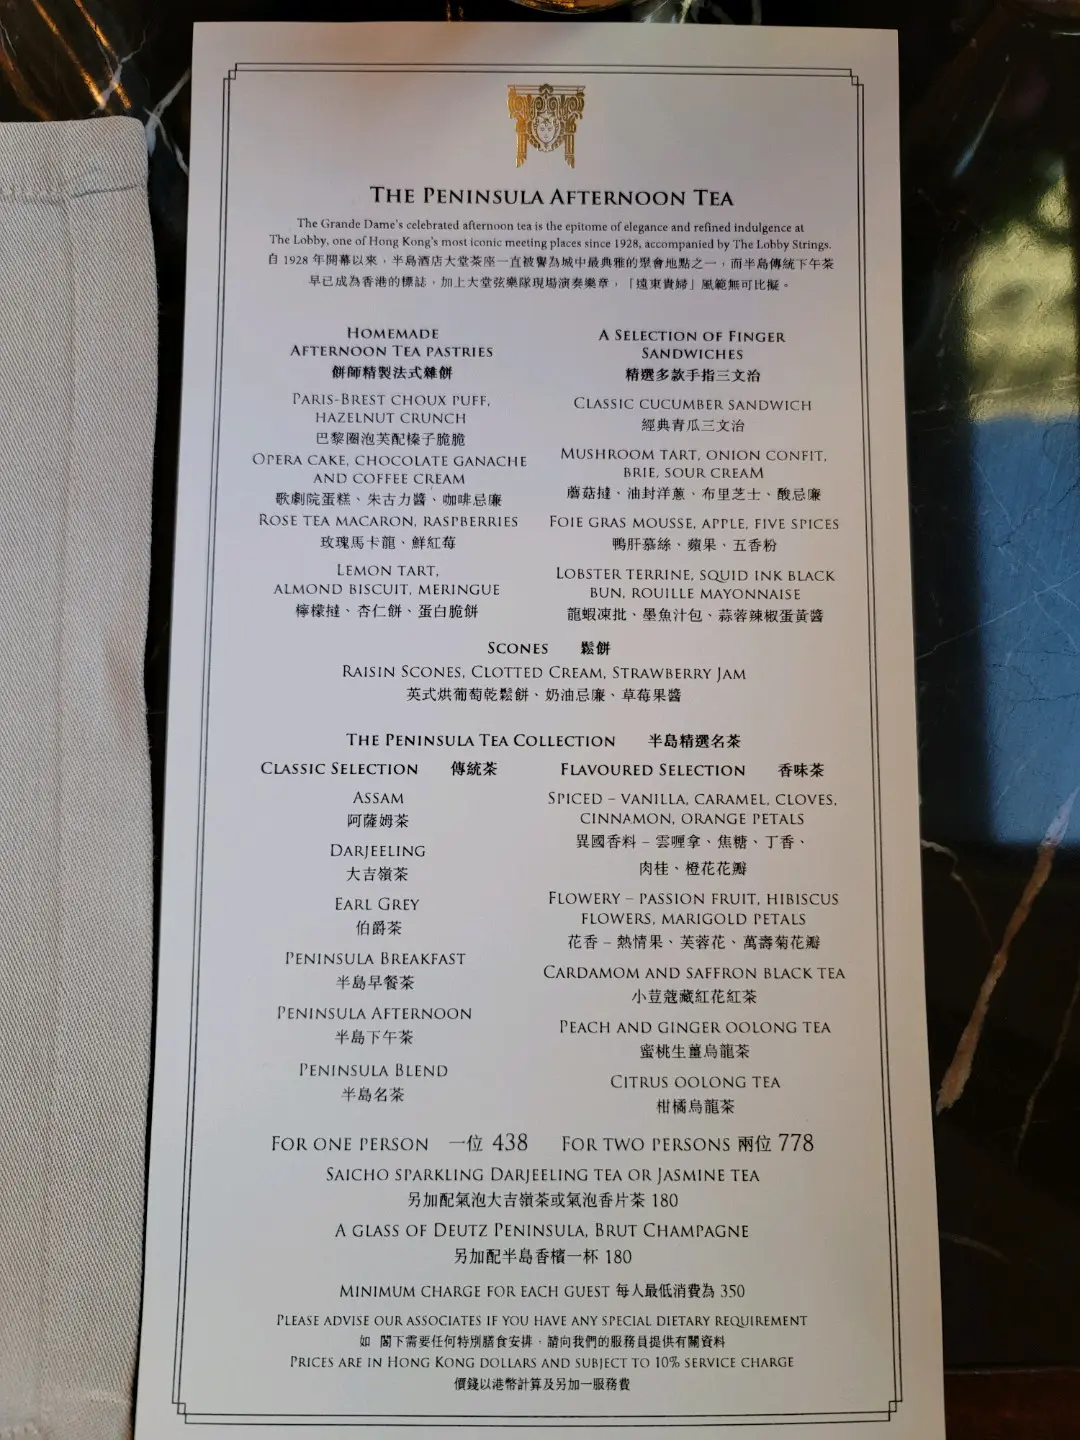 THE PENINSULA AFTERNOON TEA
The Grande Dame's celebrated afternoon tea is the epitome of elegance and refined indulgence at
The Lobby, one of Hong Kong's most iconic meeting places since 1928, accompanied by The Lobby Strings.
自 1928 年開幕以來，半島酒店大堂茶座一直被譽為城中最典雅的聚會地點之一，而半島傳統下午茶
早已成為香港的標誌，加上大堂弦樂隊現場演奏樂章，「遠東貴婦」風範無可比擬。
HOMEMADE
AFTERNOON TEA PASTRIES
餅師精製法式雜餅
PARIS-BREST CHOUX PUFF,
HAZELNUT CRUNCH
巴黎圈泡芙配榛子脆脆
OPERA CAKE, CHOCOLATE GANACHE
AND COFFEE CREAM
歌劇院蛋糕、朱古力醬、咖啡忌廉
ROSE TEA MACARON, RASPBERRIES
玫瑰馬卡龍、鮮紅莓
LEMON TART,
ALMOND BISCUIT, MERINGUE
檸檬撻、杏仁餅、蛋白脆餅
A SELECTION OF FINGER
SANDWICHES
精選多款手指三文治
CLASSIC CUCUMBER SANDWICH
經典青瓜三文治
MUSHROOM TART, ONION CONFIT,
BRIE, SOUR CREAM
蘑菇撻、油封洋蔥、布里芝士、酸忌廉
FOIE GRAS MOUSSE, APPLE, FIVE SPICES
鴨肝慕絲、蘋果、五香粉
LOBSTER TERRINE, SQUID INK BLACK
BUN, ROUILLE MAYONNAISE
龍蝦凍批、墨魚汁包、蒜蓉辣椒蛋黃醬
SCONES 鬆餅
RAISIN SCONES, CLOTTED CREAM, STRAWBERRY JAM
英式烘葡萄乾鬆餅、奶油忌廉、草莓果醬
THE PENINSULA TEA COLLECTION 半島精選名茶
CLASSIC SELECTION 傳統茶
ASSAM
阿薩姆茶
DARJEELING
大吉嶺茶
EARL GREY
伯爵茶
PENINSULA BREAKFAST
半島早餐茶
PENINSULA AFTERNOON
半島下午茶
PENINSULA BLEND
半島名茶
FLAVOURED SELECTION 香味茶
SPICED – VANILLA, CARAMEL, CLOVES,
CINNAMON, ORANGE PETALS
異國香料 – 雲喱拿、焦糖、丁香、
肉桂、橙花花瓣
FLOWERY – PASSION FRUIT, HIBISCUS
FLOWERS, MARIGOLD PETALS
花香 – 熱情果、芙蓉花、萬壽菊花瓣
CARDAMOM AND SAFFRON BLACK TEA
小荳蔻藏紅花紅茶
PEACH AND GINGER OOLONG TEA
蜜桃生薑烏龍茶
CITRUS OOLONG TEA
柑橘烏龍茶
FOR ONE PERSON 一位 438 FOR TWO PERSONS 兩位 778
SAICHO SPARKLING DARJEELING TEA OR JASMINE TEA
另加配氣泡大吉嶺茶或氣泡香片茶 180
A GLASS OF DEUTZ PENINSULA, BRUT CHAMPAGNE
另加配半島香檳一杯 180
MINIMUM CHARGE FOR EACH GUEST 每人最低消費為 350
PLEASE ADVISE OUR ASSOCIATES IF YOU HAVE ANY SPECIAL DIETARY REQUIREMENT
如 閣下需要任何特別膳食安排，請向我們的服務員提供有關資料
PRICES ARE IN HONG KONG DOLLARS AND SUBJECT TO 10% SERVICE CHARGE
價錢以港幣計算及另加一服務費